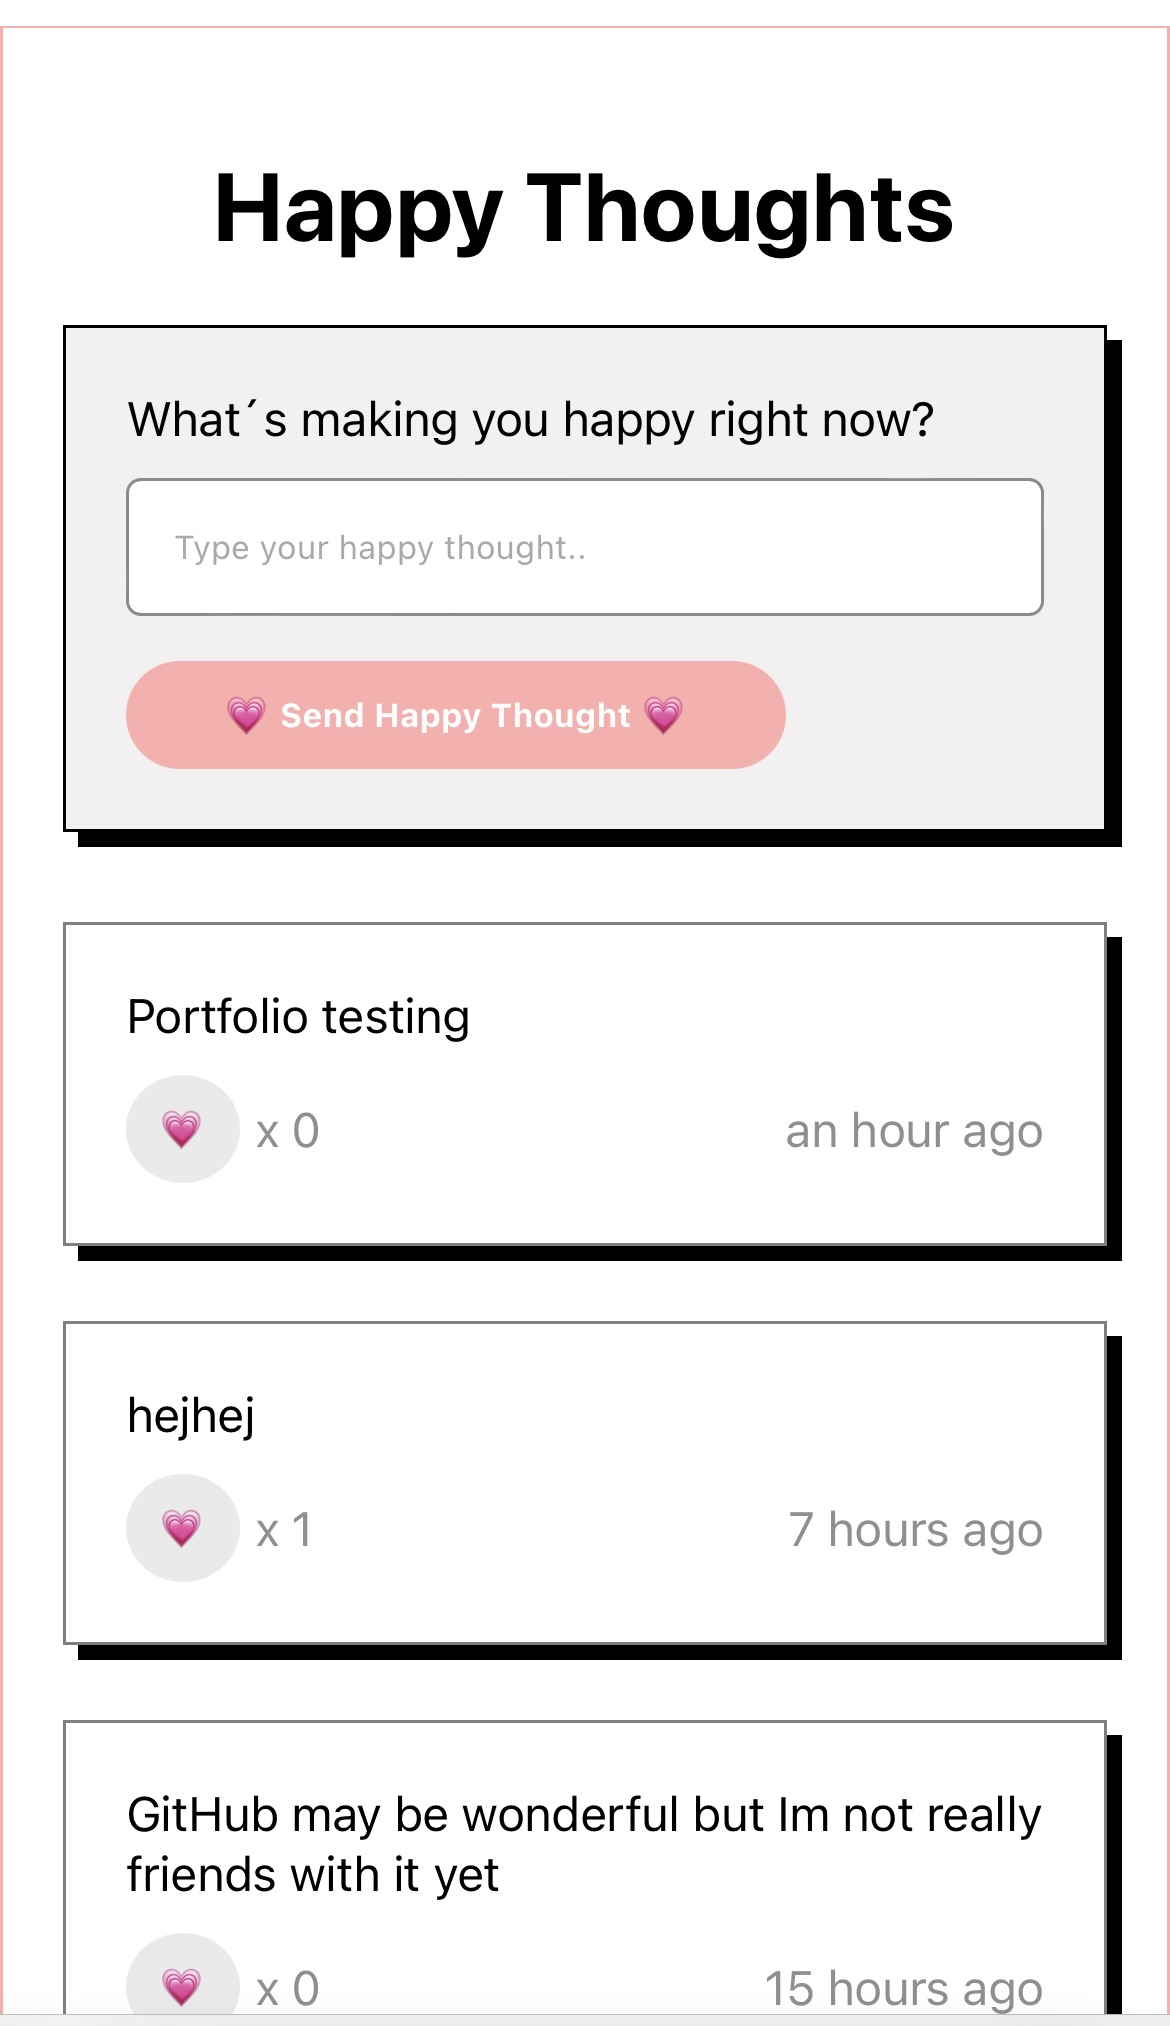 Happy Thoughts
What´s making you happy right now?
Type your happy thought..
💗 Send Happy Thought 💗
Portfolio testing
💗 x 0 an hour ago
hejhej
💗 x 1 7 hours ago
GitHub may be wonderful but Im not really
friends with it yet
💗 x 0 15 hours ago